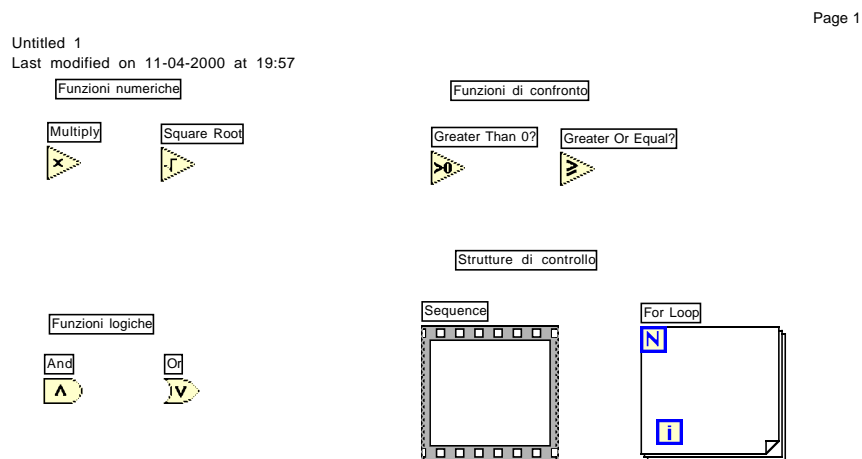 Page 1
Untitled 1
Last modified on 11-04-2000 at 19:57
Funzioni numeriche
Funzioni di confronto
Multiply
Square Root
Greater Than 0?
Greater Or Equal?
×
√
>0
≥
Strutture di controllo
Funzioni logiche
Sequence
For Loop
And
Or
∧
∨
N
i